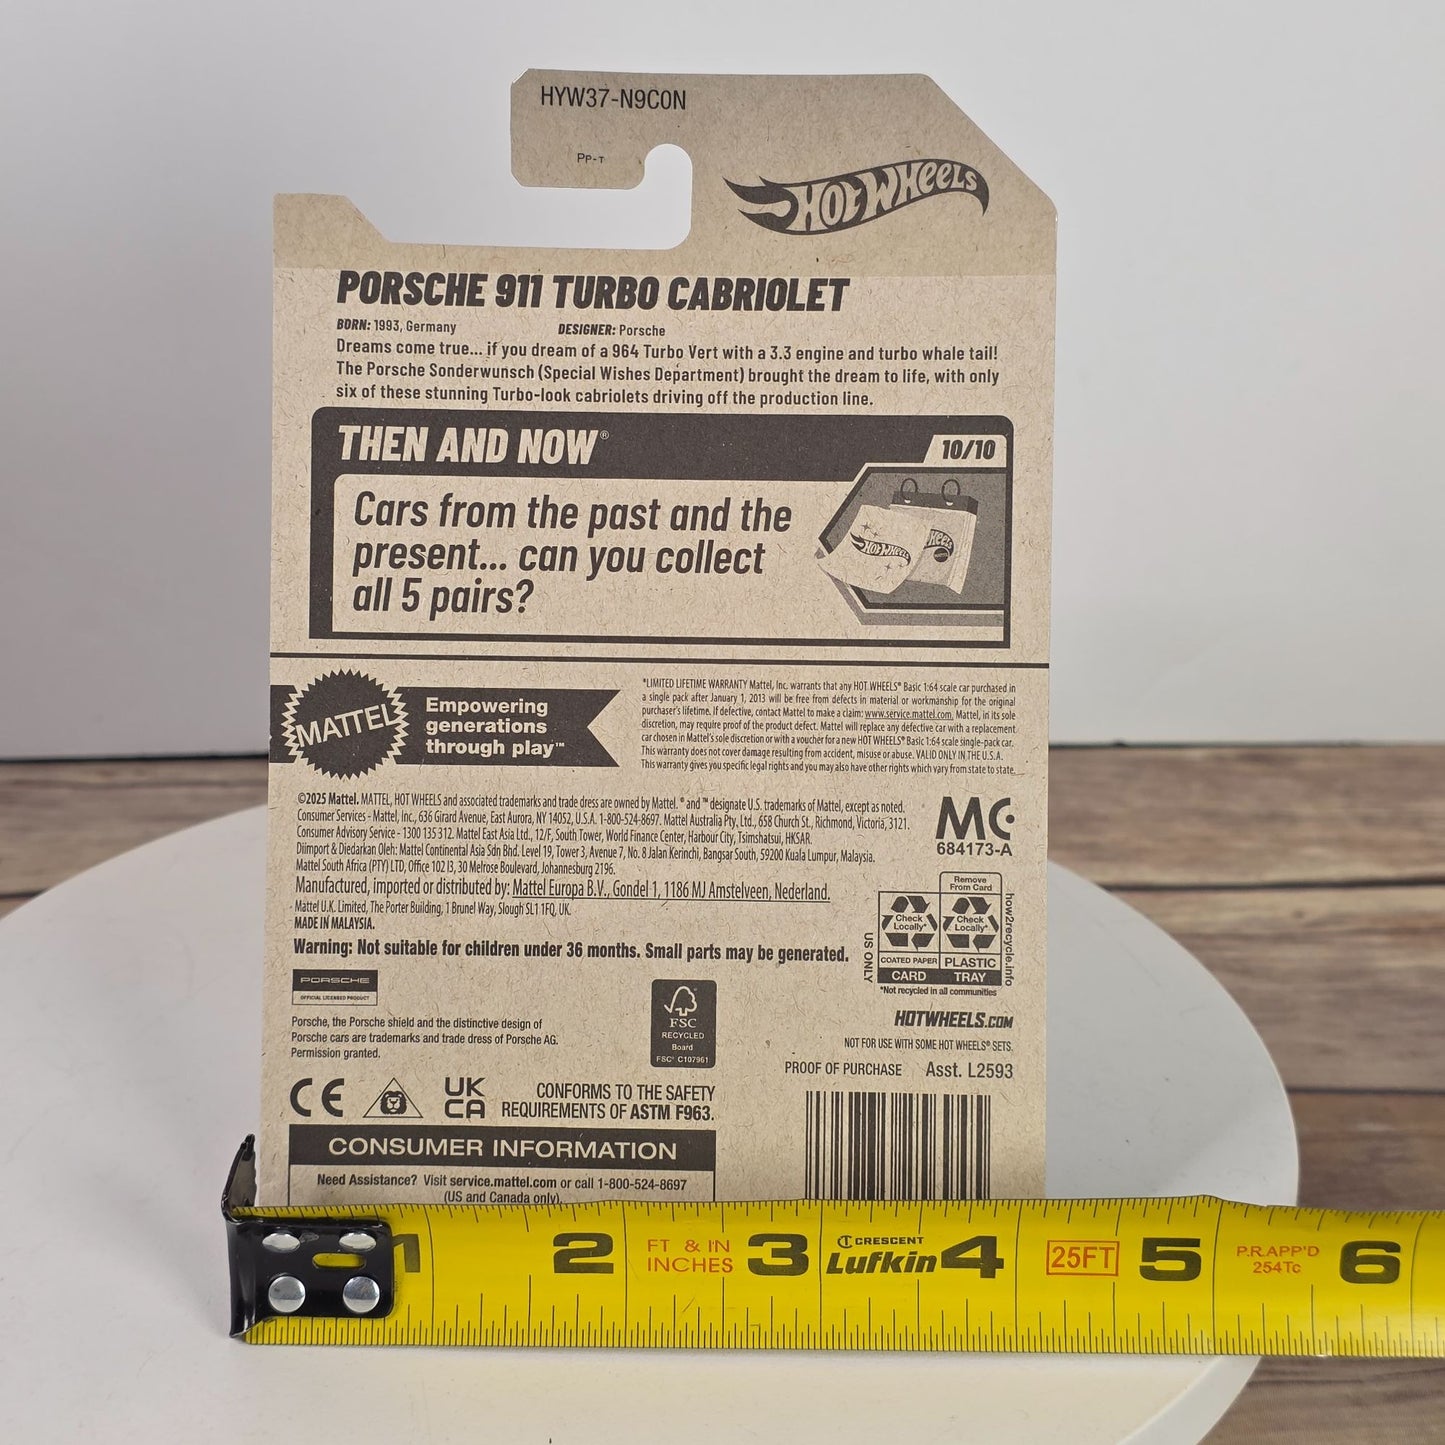 HYW37-N9C0N
PP-T
HOT WHEELS
PORSCHE 911 TURBO CABRIOLET
BORN: 1993, Germany DESIGNER: Porsche
Dreams come true... if you dream of a 964 Turbo Vert with a 3.3 engine and turbo whale tail!
The Porsche Sonderwunsch (Special Wishes Department) brought the dream to life, with only
six of these stunning Turbo-look cabriolets driving off the production line.
THEN AND NOW®
10/10
Cars from the past and the
present... can you collect
all 5 pairs?
HOT WHEELS
MATTEL
Empowering
generations
through play™
*LIMITED LIFETIME WARRANTY Mattel, Inc. warrants that any HOT WHEELS® Basic 1:64 scale car purchased in
a single pack after January 1, 2013 will be free from defects in material or workmanship for the original
purchaser's lifetime. If defective, contact Mattel to make a claim: www.service.mattel.com. Mattel, in its sole
discretion, may require proof of the product defect. Mattel will replace any defective car with a replacement
car chosen in Mattel's sole discretion or with a voucher for a new HOT WHEELS® Basic 1:64 scale single-pack car.
This warranty does not cover damage resulting from accident, misuse or abuse. VALID ONLY IN THE U.S.A.
This warranty gives you specific legal rights and you may also have other rights which vary from state to state.
©2025 Mattel. MATTEL, HOT WHEELS and associated trademarks and trade dress are owned by Mattel. ® and ™ designate U.S. trademarks of Mattel, except as noted.
Consumer Services - Mattel, Inc., 636 Girard Avenue, East Aurora, NY 14052, U.S.A. 1-800-524-8697. Mattel Australia Pty. Ltd., 658 Church St., Richmond, Victoria, 3121.
Consumer Advisory Service - 1300 135 312. Mattel East Asia Ltd., 12/F, South Tower, World Finance Center, Harbour City, Tsimshatsui, HKSAR.
Diimport & Diedarkan Oleh: Mattel Continental Asia Sdn Bhd. Level 19, Tower 3, Avenue 7, No. 8 Jalan Kerinchi, Bangsar South, 59200 Kuala Lumpur, Malaysia.
Mattel South Africa (PTY) LTD, Office 102 I3, 30 Melrose Boulevard, Johannesburg 2196.
Manufactured, imported or distributed by: Mattel Europa B.V., Gondel 1, 1186 MJ Amstelveen, Nederland.
Mattel U.K. Limited, The Porter Building, 1 Brunel Way, Slough SL1 1FQ, UK.
MADE IN MALAYSIA.
MC
684173-A
Warning: Not suitable for children under 36 months. Small parts may be generated.
Remove
From Card
Check Locally* Check Locally*
COATED PAPER PLASTIC
CARD TRAY
US ONLY
how2recycle.info
*Not recycled in all communities
PORSCHE
OFFICIAL LICENSED PRODUCT
Porsche, the Porsche shield and the distinctive design of
Porsche cars are trademarks and trade dress of Porsche AG.
Permission granted.
FSC
RECYCLED
Board
FSC® C107961
HOTWHEELS.COM
NOT FOR USE WITH SOME HOT WHEELS® SETS.
PROOF OF PURCHASE Asst. L2593
CE
UK
CA
CONFORMS TO THE SAFETY
REQUIREMENTS OF ASTM F963.
CONSUMER INFORMATION
Need Assistance? Visit service.mattel.com or call 1-800-524-8697
(US and Canada only).
1 2 FT & IN INCHES 3 CRESCENT Lufkin 4 25FT 5 P.R.APP'D 254Tc 6